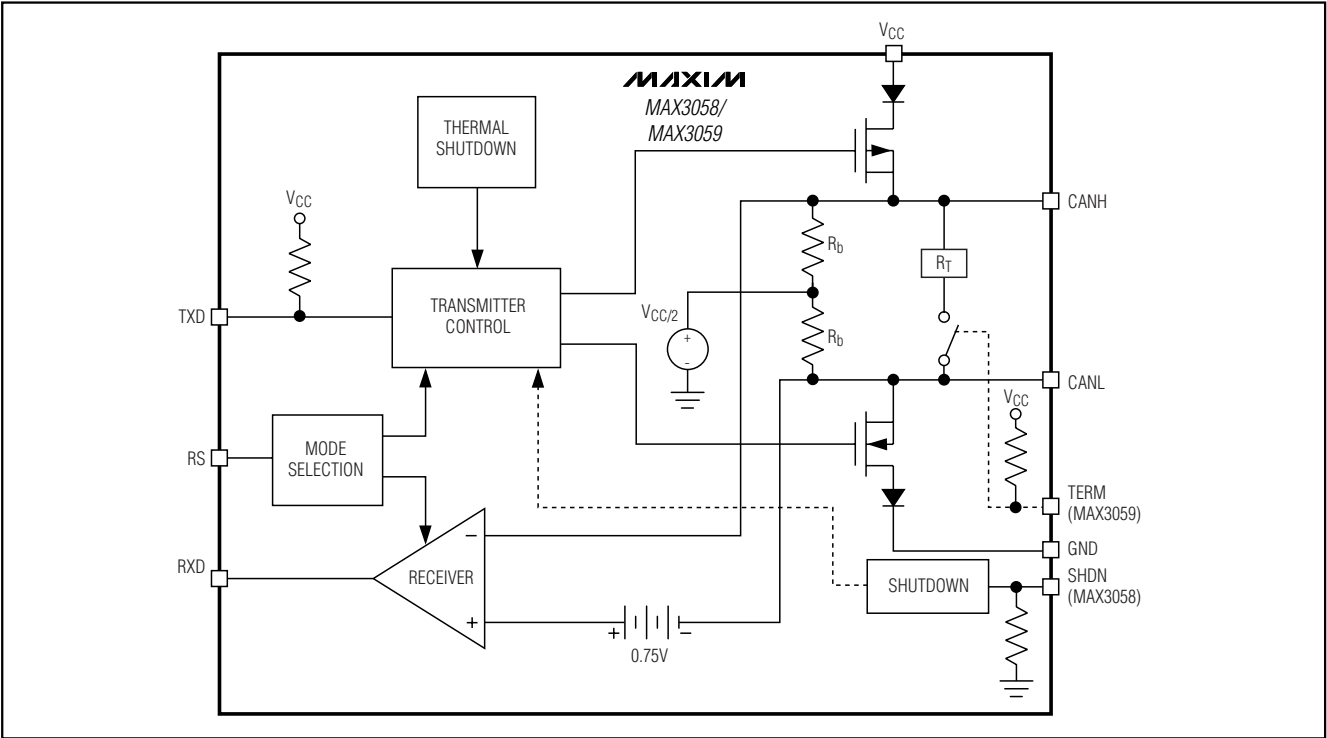 VCC
MAXIM
MAX3058/
MAX3059
THERMAL
SHUTDOWN
VCC
CANH
Rb
RT
TXD
TRANSMITTER
CONTROL
VCC/2
+
-
Rb
CANL
VCC
RS
MODE
SELECTION
TERM
(MAX3059)
GND
RXD
RECEIVER
−
+
SHUTDOWN
SHDN
(MAX3058)
+
−
0.75V